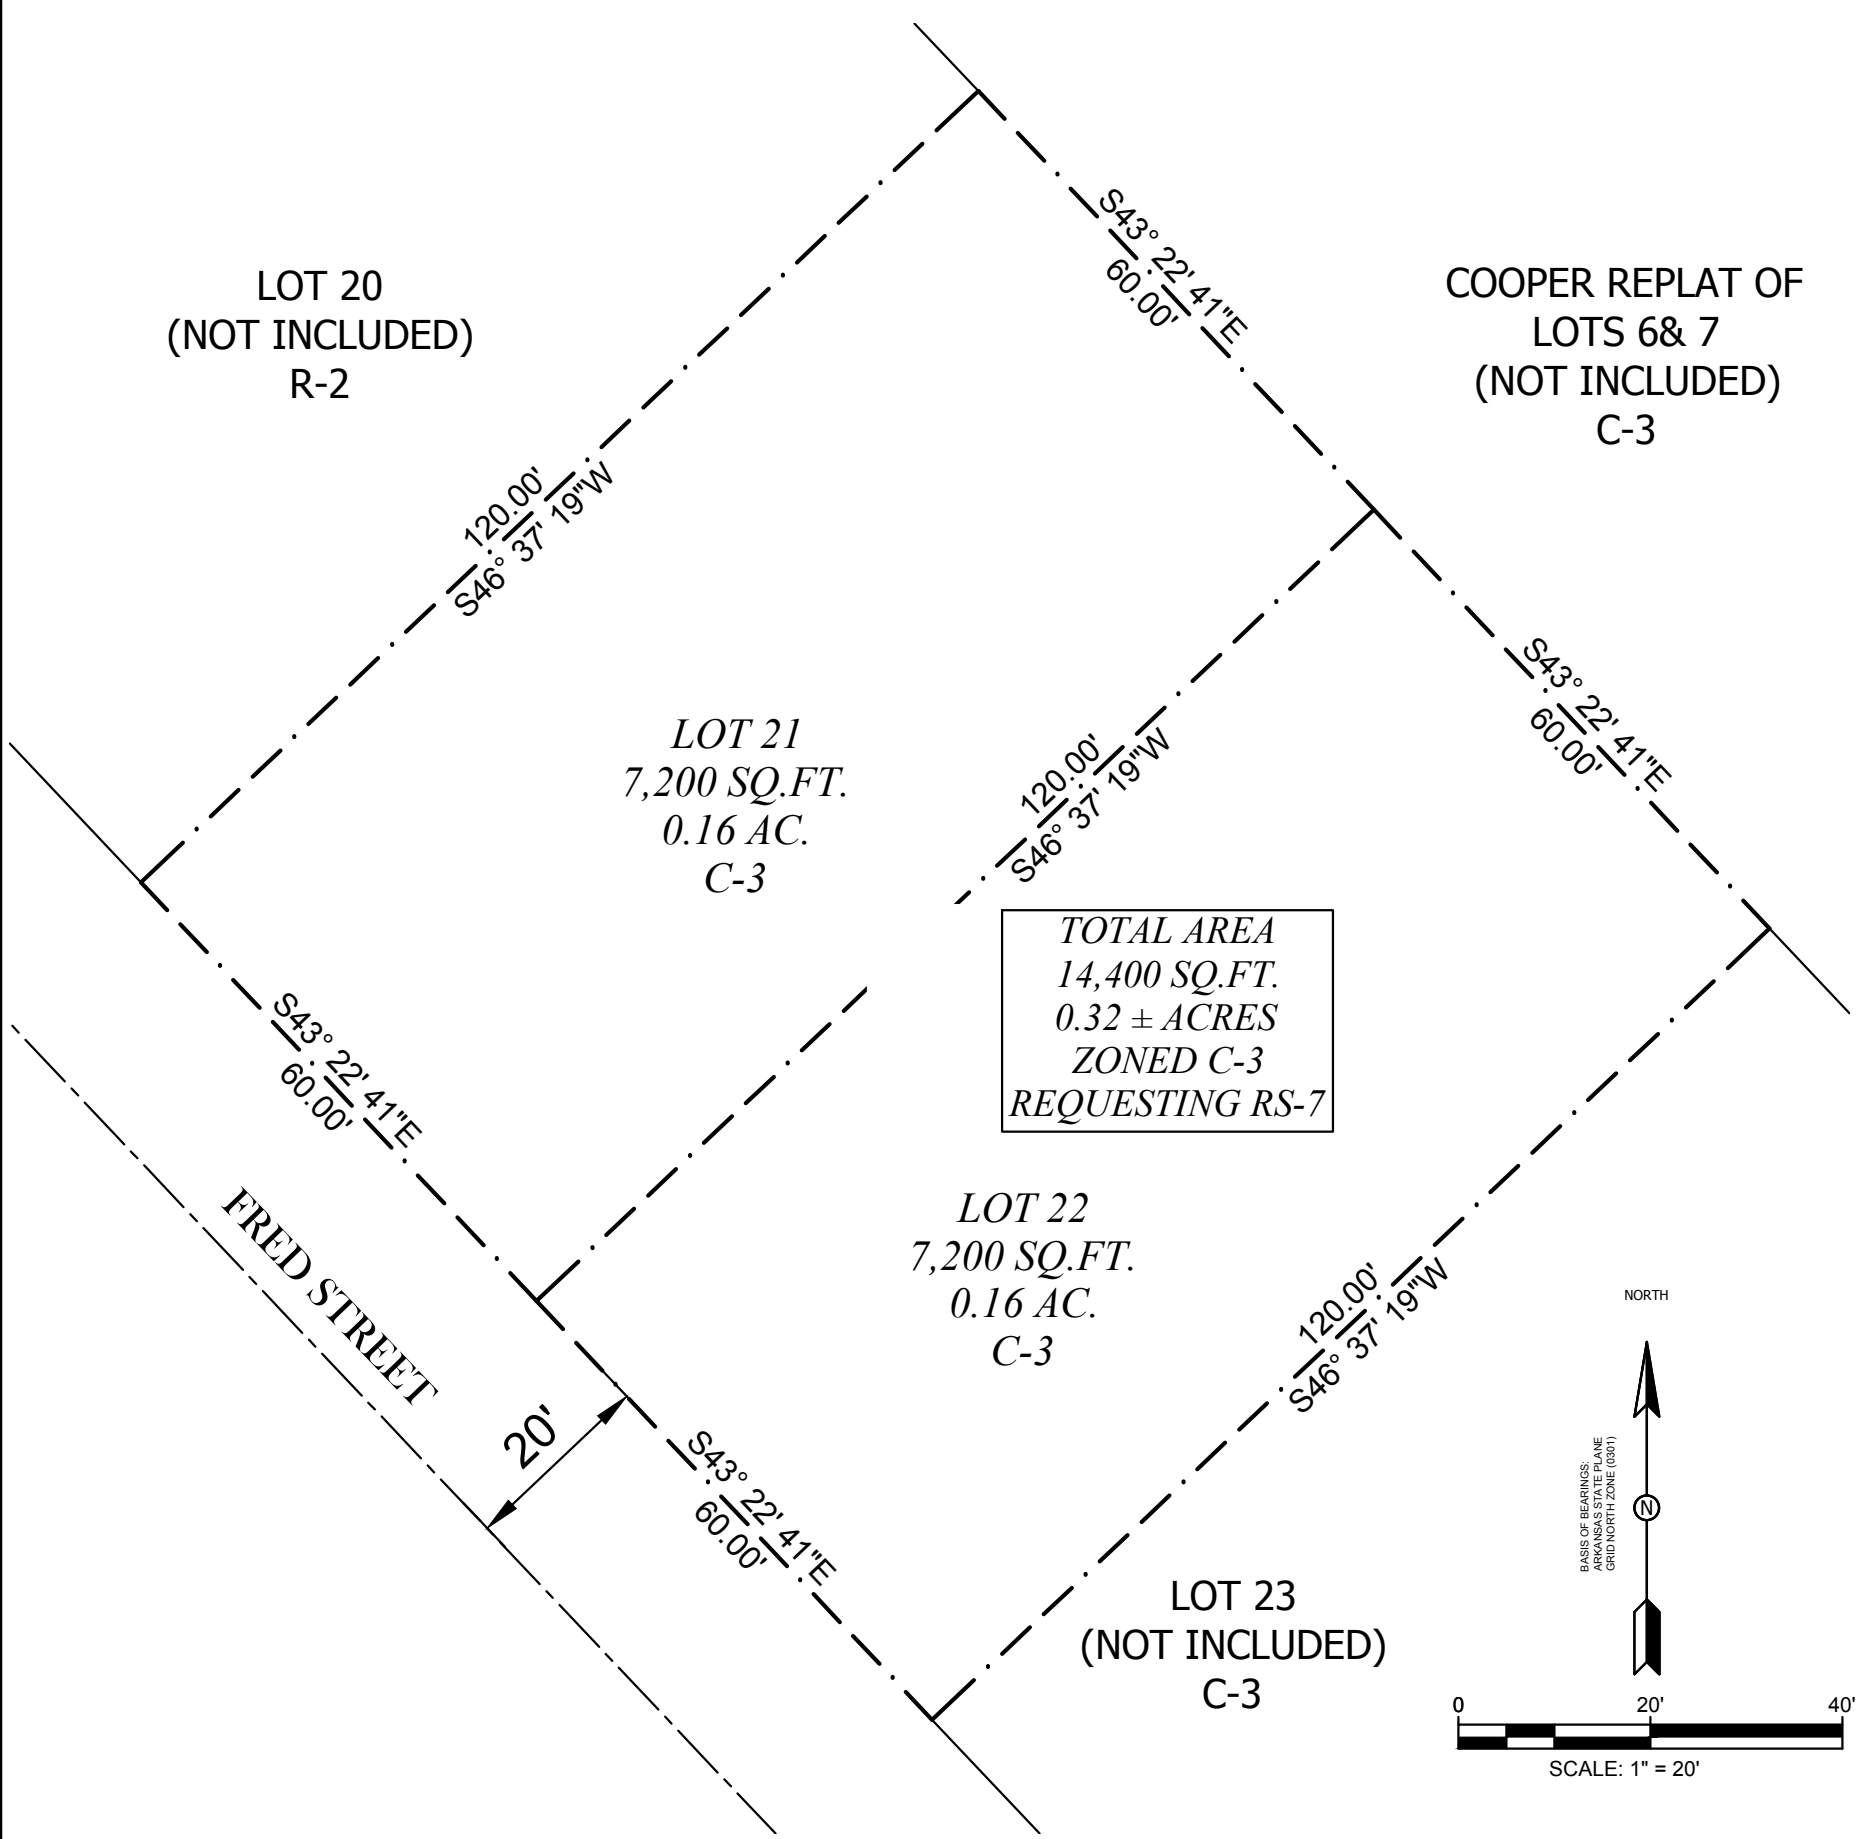 S43° 22' 41"E
60.00'
LOT 20
(NOT INCLUDED)
R-2
COOPER REPLAT OF
LOTS 6& 7
(NOT INCLUDED)
C-3
120.00'
S46° 37' 19"W
S43° 22' 41"E
60.00'
LOT 21
7,200 SQ.FT.
0.16 AC.
C-3
120.00'
S46° 37' 19"W
TOTAL AREA
14,400 SQ.FT.
0.32 ± ACRES
ZONED C-3
REQUESTING RS-7
S43° 22' 41"E
60.00'
FRED STREET
LOT 22
7,200 SQ.FT.
0.16 AC.
C-3
120.00'
S46° 37' 19"W
20'
S43° 22' 41"E
60.00'
LOT 23
(NOT INCLUDED)
C-3
NORTH
N
BASIS OF BEARINGS:
ARKANSAS STATE PLANE
GRID NORTH ZONE (0301)
0 20' 40'
SCALE: 1" = 20'